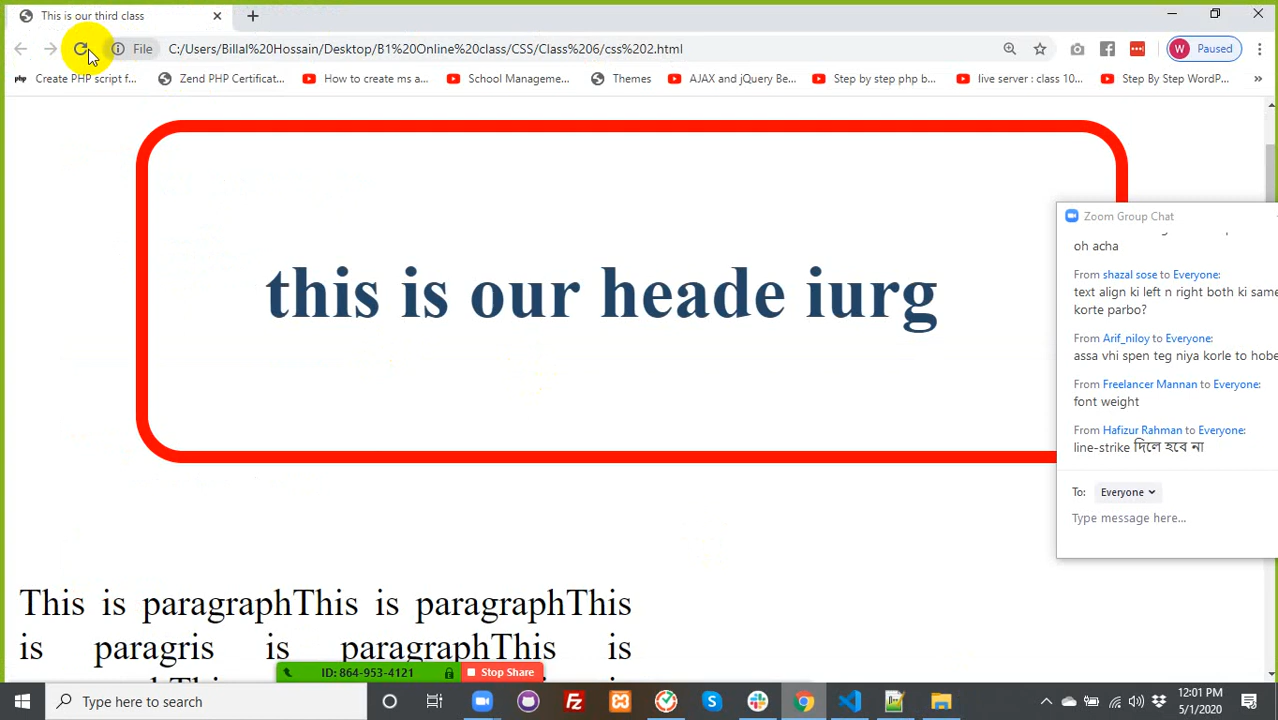 This is our third class
File
C:/Users/Billal%20Hossain/Desktop/B1%20Online%20class/CSS/Class%206/css%202.html
W Paused
php Create PHP script f...
Zend PHP Certificat...
How to create ms a...
School Manageme...
Themes
AJAX and jQuery Be...
Step by step php b...
live server : class 10...
Step By Step WordP...
»
this is our heade iurg
Zoom Group Chat
oh acha
From shazal sose to Everyone:
text align ki left n right both ki same
korte parbo?
From Arif_niloy to Everyone:
assa vhi spen teg niya korle to hobe
From Freelancer Mannan to Everyone:
font weight
From Hafizur Rahman to Everyone:
line-strike দিলে হবে না
To: Everyone
Type message here...
This is paragraphThis is paragraphThis
is paragris is paragraphThis is
ID: 864-953-4121
Stop Share
Type here to search
12:01 PM
5/1/2020